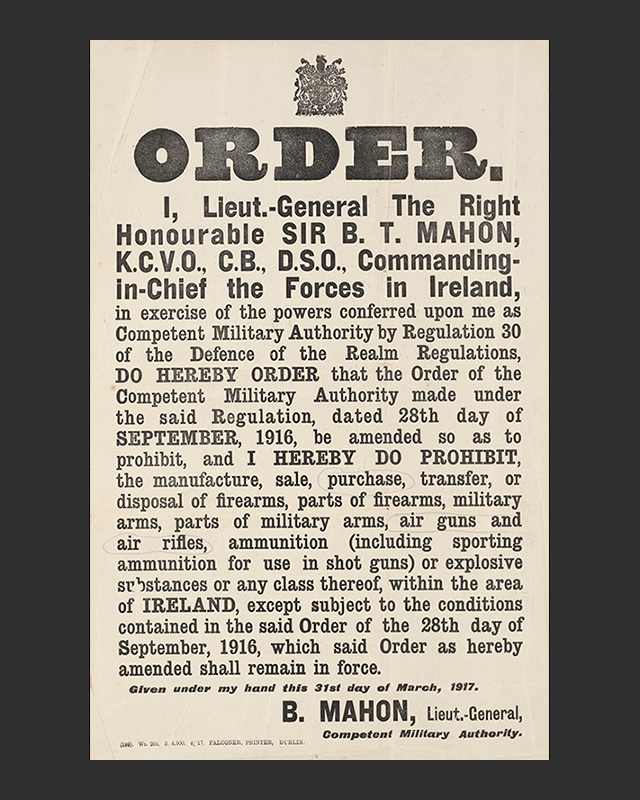 ORDER.
I, Lieut.-General The Right
Honourable SIR B. T. MAHON,
K.C.V.O., C.B., D.S.O., Commanding-
in-Chief the Forces in Ireland,
in exercise of the powers conferred upon me as
Competent Military Authority by Regulation 30
of the Defence of the Realm Regulations,
DO HEREBY ORDER that the Order of the
Competent Military Authority made under
the said Regulation, dated 28th day of
SEPTEMBER, 1916, be amended so as to
prohibit, and I HEREBY DO PROHIBIT,
the manufacture, sale, purchase, transfer, or
disposal of firearms, parts of firearms, military
arms, parts of military arms, air guns and
air rifles, ammunition (including sporting
ammunition for use in shot guns) or explosive
substances or any class thereof, within the area
of IRELAND, except subject to the conditions
contained in the said Order of the 28th day of
September, 1916, which said Order as hereby
amended shall remain in force.
Given under my hand this 31st day of March, 1917.
B. MAHON, Lieut.-General,
Competent Military Authority.
Wt. 204. 4,000. 4/17. FALCONER, PRINTER, DUBLIN.